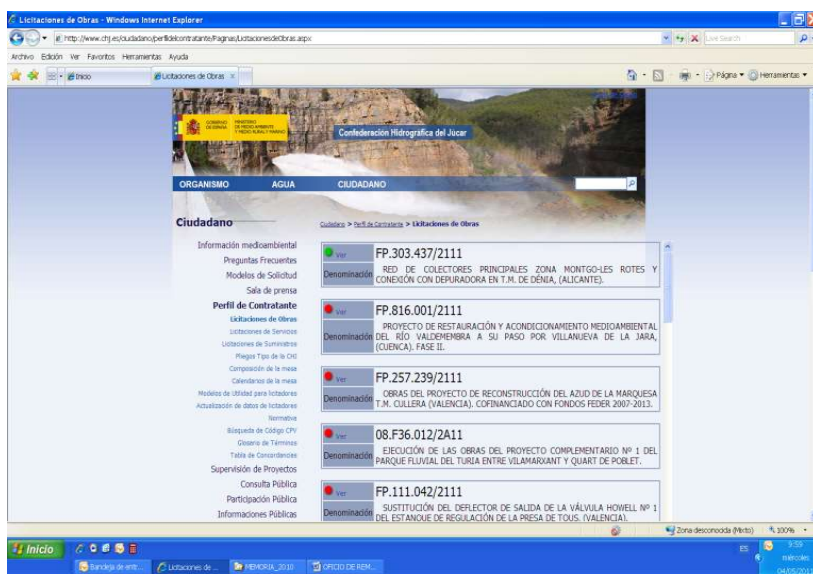 Licitaciones de Obras - Windows Internet Explorer
http://www.chj.es/ciudadano/perfildelcontratante/Paginas/LicitacionesdeObras.aspx
Live Search
Archivo Edición Ver Favoritos Herramientas Ayuda
Inicio
Licitaciones de Obras
Página
Herramientas
GOBIERNO DE ESPAÑA
MINISTERIO DE MEDIO AMBIENTE Y MEDIO RURAL Y MARINO
Confederación Hidrográfica del Júcar
ORGANISMO AGUA CIUDADANO
Ciudadano
Ciudadano > Perfil de Contratante > Licitaciones de Obras
Información medioambiental
Preguntas Frecuentes
Modelos de Solicitud
Sala de prensa
Perfil de Contratante
Licitaciones de Obras
Licitaciones de Servicios
Licitaciones de Suministros
Pliegos Tipo de la CHJ
Composición de la mesa
Calendarios de la mesa
Modelos de Utilidad para licitadores
Actualización de datos de licitadores
Normativa
Búsqueda de Código CPV
Glosario de Términos
Tabla de Concordancias
Supervisión de Proyectos
Consulta Pública
Participación Pública
Informaciones Públicas
Ver FP.303.437/2111
Denominación RED DE COLECTORES PRINCIPALES ZONA MONTGO-LES ROTES Y
CONEXIÓN CON DEPURADORA EN T.M. DE DÉNIA, (ALICANTE).
Ver FP.816.001/2111
PROYECTO DE RESTAURACIÓN Y ACONDICIONAMIENTO MEDIOAMBIENTAL
Denominación DEL RÍO VALDEMEMBRA A SU PASO POR VILLANUEVA DE LA JARA,
(CUENCA). FASE II.
Ver FP.257.239/2111
Denominación OBRAS DEL PROYECTO DE RECONSTRUCCIÓN DEL AZUD DE LA MARQUESA
T.M. CULLERA (VALENCIA). COFINANCIADO CON FONDOS FEDER 2007-2013.
Ver 08.F36.012/2A11
Denominación EJECUCIÓN DE LAS OBRAS DEL PROYECTO COMPLEMENTARIO Nº 1 DEL
PARQUE FLUVIAL DEL TURIA ENTRE VILAMARXANT Y QUART DE POBLET.
Ver FP.111.042/2111
Denominación SUSTITUCIÓN DEL DEFLECTOR DE SALIDA DE LA VÁLVULA HOWELL Nº 1
DEL ESTANQUE DE REGULACIÓN DE LA PRESA DE TOUS. (VALENCIA).
Zona desconocida (Mixto) 100%
Inicio
Bandeja de entr... Licitaciones de ... MEMORIA_2010 OFICIO DE REM...
ES
9:59
miércoles
04/05/2011